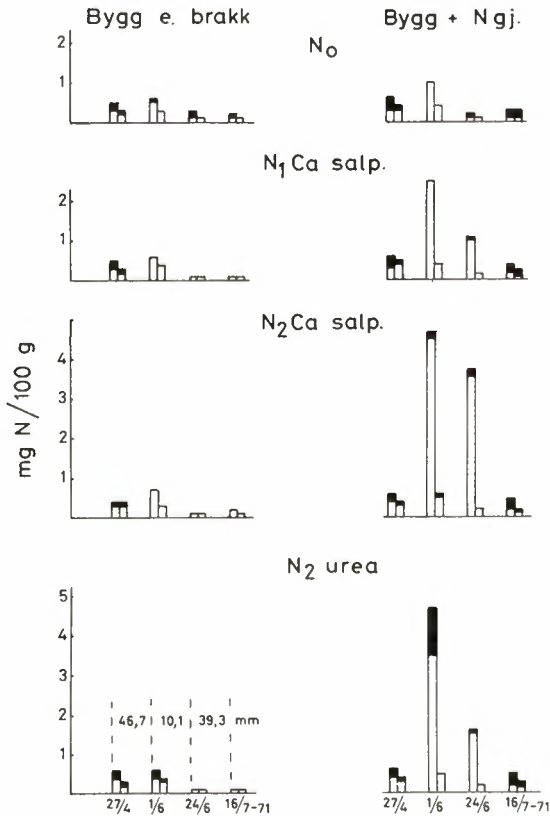 Bygg e. brakk
Bygg + N gj.
N₀
2
1
N₁ Ca salp.
2
1
N₂ Ca salp.
4
3
2
1
mg N/100 g
N₂ urea
5
4
3
2
1
46,7 10,1 39,3 mm
27/4 1/6 24/6 16/7-71
27/4 1/6 24/6 16/7-71